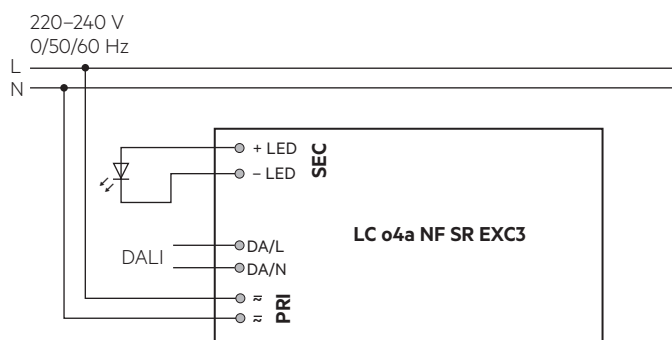 220–240 V
0/50/60 Hz
L
N
+ LED
– LED
SEC
LC o4a NF SR EXC3
DALI
DA/L
DA/N
≂
≂
PRI